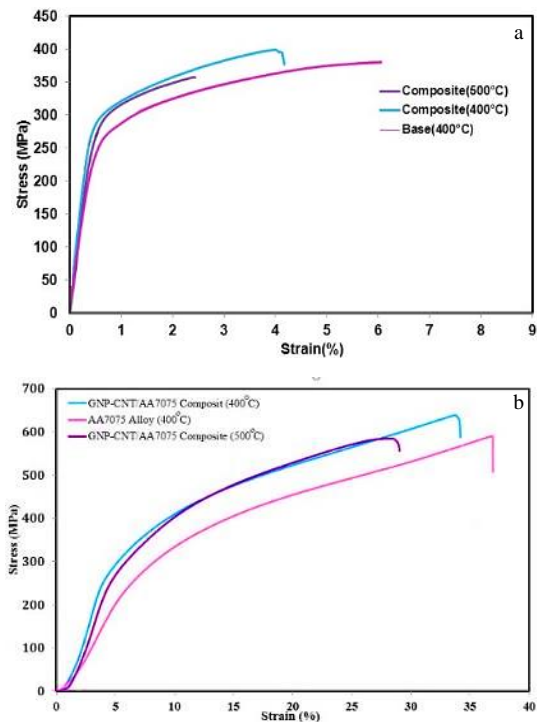 a
450
400
350
300
250
200
150
100
50
0
Stress (MPa)
Composite(500°C)
Composite(400°C)
Base(400°C)
0 1 2 3 4 5 6 7 8 9
Strain(%)
b
700
600
500
400
300
200
100
0
Stress (MPa)
GNP-CNT/AA7075 Composit (400°C)
AA7075 Alloy (400°C)
GNP-CNT/AA7075 Composite (500°C)
0 5 10 15 20 25 30 35 40
Strain (%)